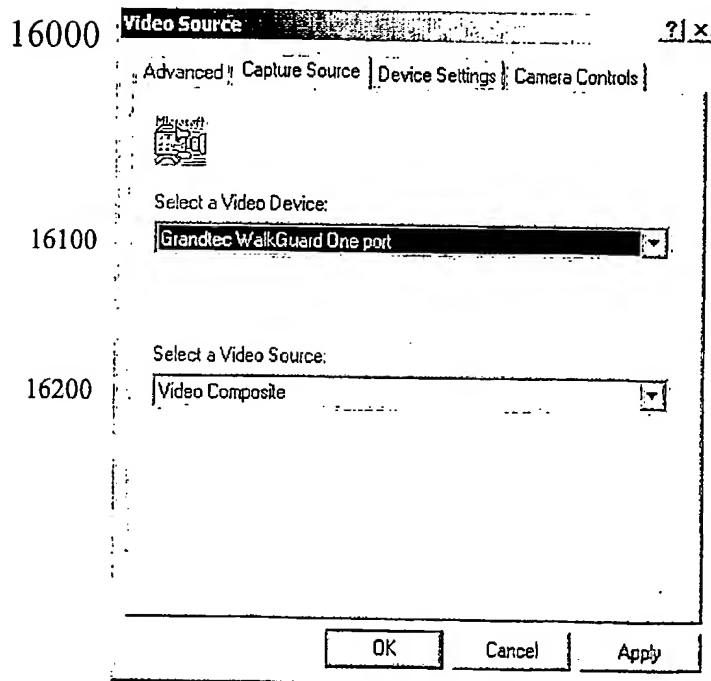 16000 Video Source ? x
Advanced Capture Source Device Settings Camera Controls
Microsoft
Select a Video Device:
16100 Grandtec WalkGuard One port
Select a Video Source:
16200 Video Composite
OK Cancel Apply